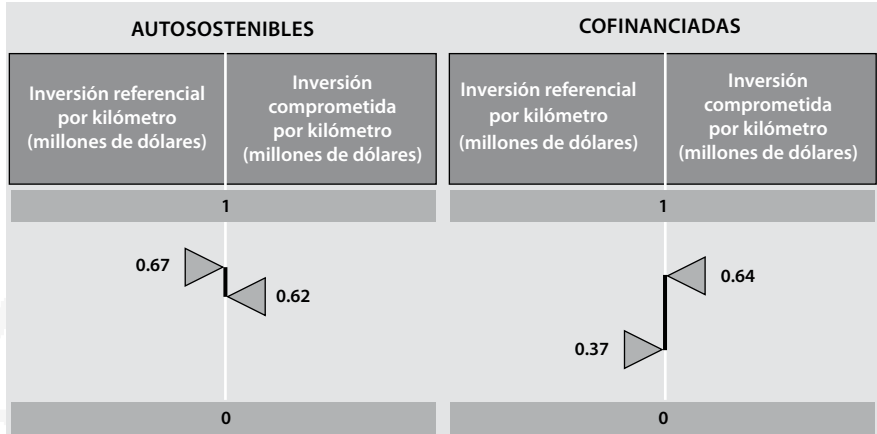 AUTOSOSTENIBLES
Inversión referencial
por kilómetro
(millones de dólares)
Inversión
comprometida
por kilómetro
(millones de dólares)
1
0.67
0.62
0
COFINANCIADAS
Inversión referencial
por kilómetro
(millones de dólares)
Inversión
comprometida
por kilómetro
(millones de dólares)
1
0.64
0.37
0